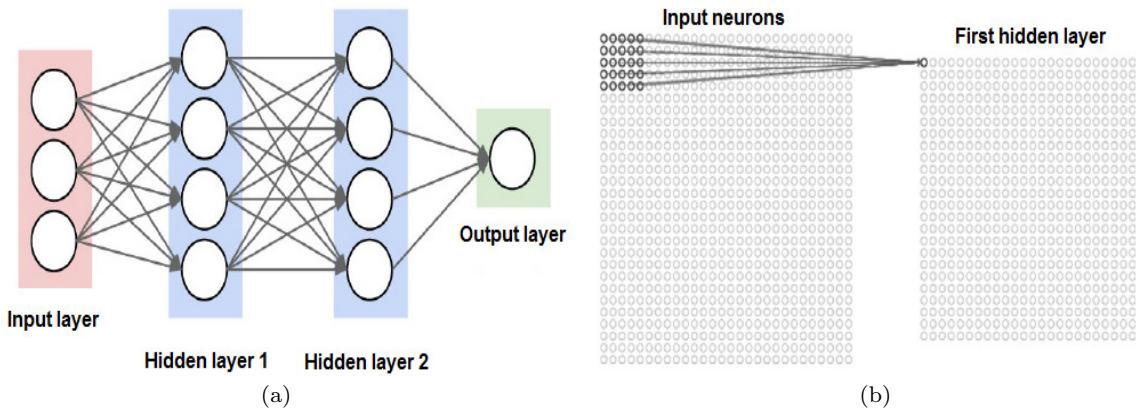 Input layer
Hidden layer 1
Hidden layer 2
Output layer
(a)
Input neurons
First hidden layer
(b)